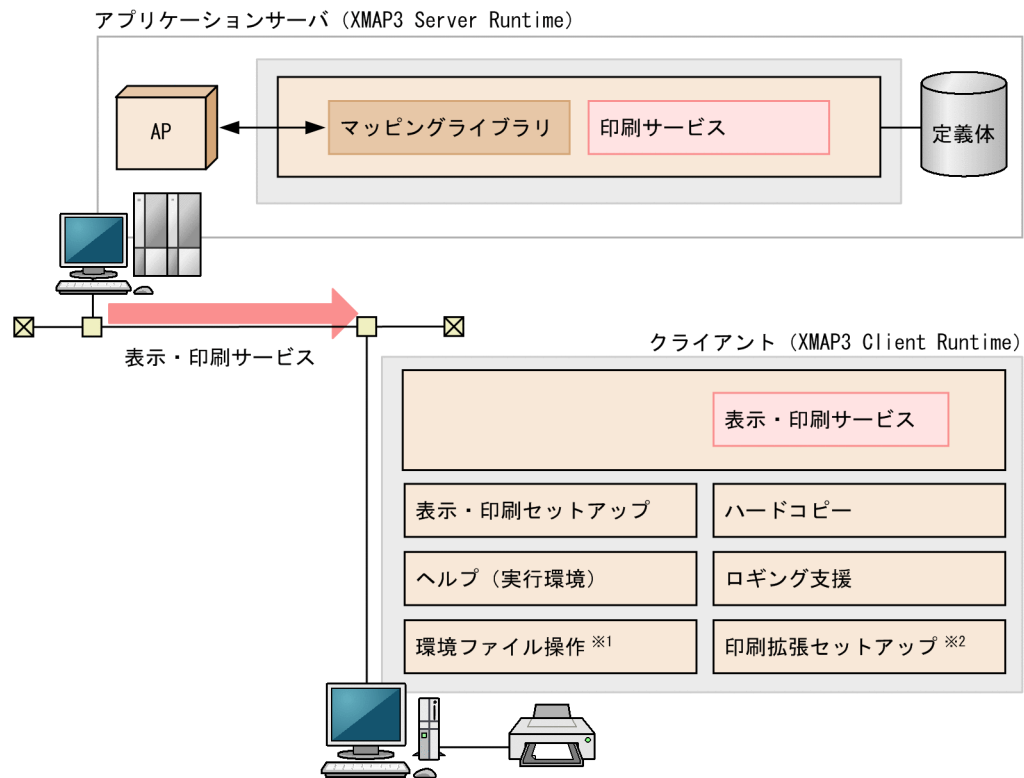 アプリケーションサーバ（XMAP3 Server Runtime）
AP
マッピングライブラリ
印刷サービス
定義体
表示・印刷サービス
クライアント（XMAP3 Client Runtime）
表示・印刷サービス
表示・印刷セットアップ
ハードコピー
ヘルプ（実行環境）
ロギング支援
環境ファイル操作 ※1
印刷拡張セットアップ ※2